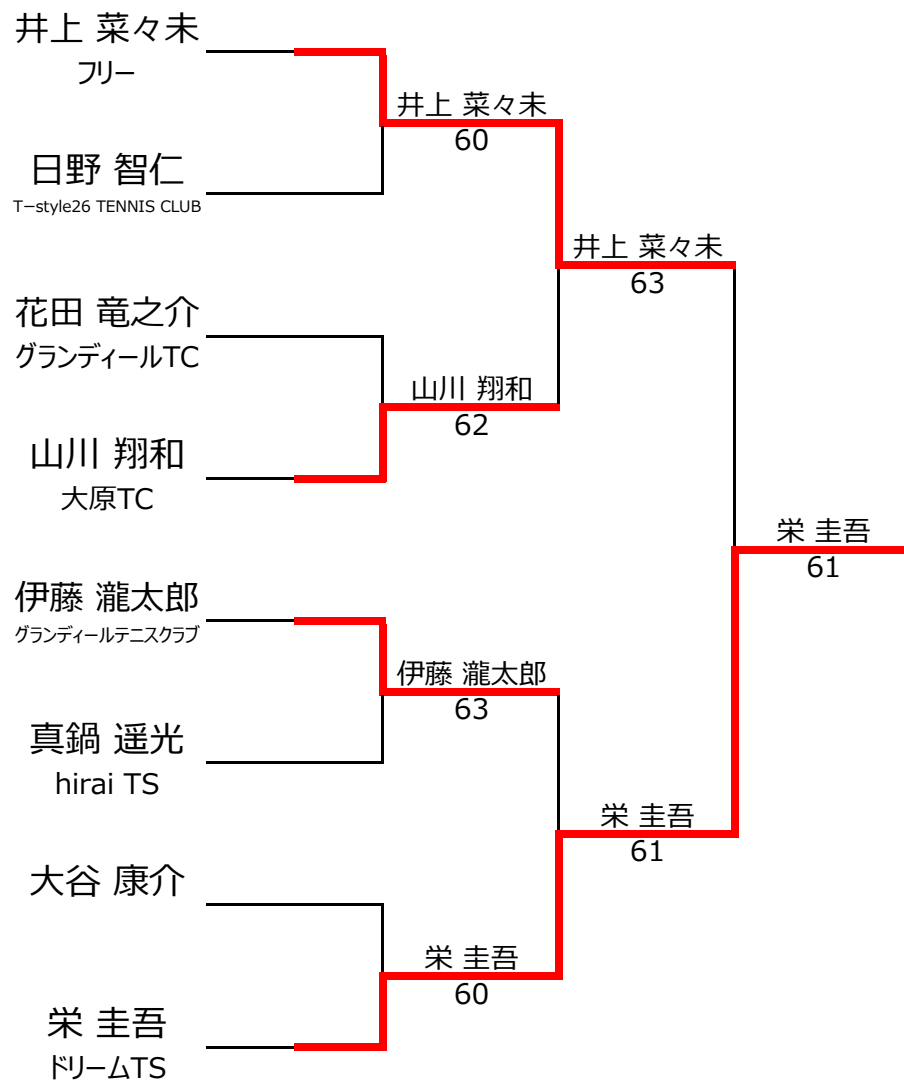 井上 菜々未
フリー
日野 智仁
T−style26 TENNIS CLUB
花田 竜之介
グランディールTC
山川 翔和
大原TC
伊藤 瀧太郎
グランディールテニスクラブ
真鍋 遥光
hirai TS
大谷 康介
栄 圭吾
ドリームTS
井上 菜々未
60
山川 翔和
62
伊藤 瀧太郎
63
栄 圭吾
60
井上 菜々未
63
栄 圭吾
61
栄 圭吾
61